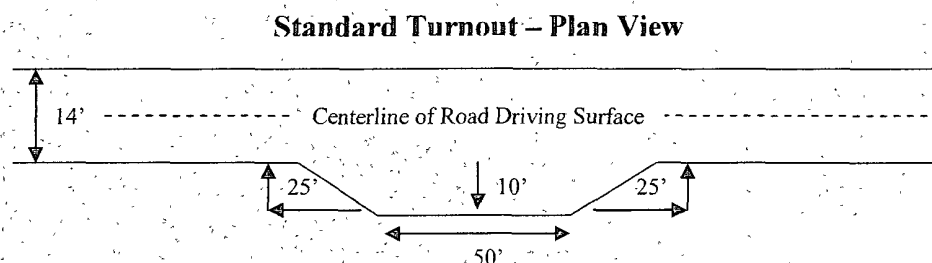 Standard Turnout – Plan View
14’
Centerline of Road Driving Surface
25’
10’
25’
50’